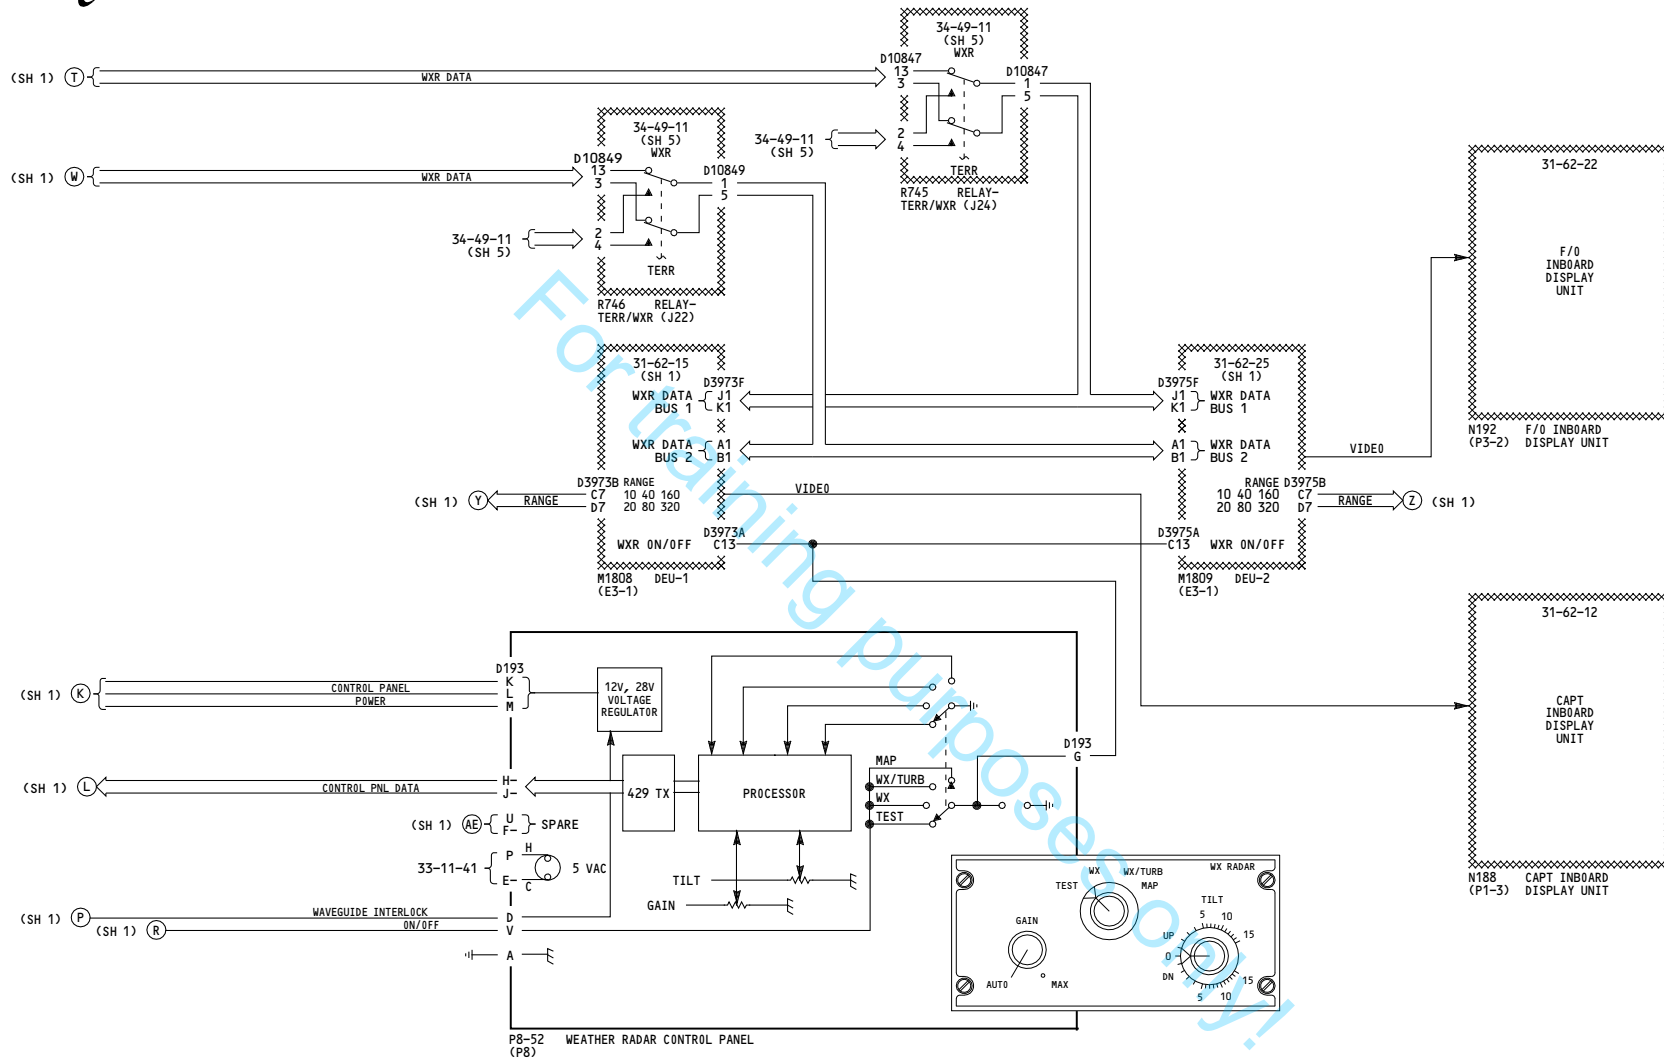 34-49-11
(SH 5)
WXR
D10847
13
3
D10847
1
5
(SH 1) T
WXR DATA
34-49-11
(SH 5)
2
4
TERR
R745 RELAY-
TERR/WXR (J24)
34-49-11
(SH 5)
WXR
D10849
13
3
D10849
1
5
(SH 1) W
WXR DATA
34-49-11
(SH 5)
2
4
TERR
R746 RELAY-
TERR/WXR (J22)
31-62-22
F/O
INBOARD
DISPLAY
UNIT
N192 F/O INBOARD
(P3-2) DISPLAY UNIT
31-62-15
(SH 1)
D3973F
WXR DATA J1
BUS 1 K1
WXR DATA A1
BUS 2 B1
D3973B RANGE
C7 10 40 160
D7 20 80 320
(SH 1) Y
RANGE
VIDEO
D3973A
WXR ON/OFF C13
M1808 DEU-1
(E3-1)
31-62-25
(SH 1)
D3975F
J1 WXR DATA
K1 BUS 1
A1 WXR DATA
B1 BUS 2
VIDEO
RANGE D3975B
10 40 160 C7
20 80 320 D7
RANGE
Z (SH 1)
D3975A
C13 WXR ON/OFF
M1809 DEU-2
(E3-1)
31-62-12
CAPT
INBOARD
DISPLAY
UNIT
N188 CAPT INBOARD
(P1-3) DISPLAY UNIT
D193
(SH 1) K
CONTROL PANEL
POWER
K
L
M
12V, 28V
VOLTAGE
REGULATOR
D193
G
(SH 1) L
CONTROL PNL DATA
H-
J-
429 TX
PROCESSOR
MAP
WX/TURB
WX
TEST
(SH 1) AE
U
F-
SPARE
33-11-41
P
E-
H
C
5 VAC
TILT
GAIN
(SH 1) P
WAVEGUIDE INTERLOCK
D
(SH 1) R
ON/OFF
V
A
WX RADAR
TEST
WX
WX/TURB
MAP
GAIN
AUTO
MAX
TILT
5
10
15
UP
0
DN
5
10
15
P8-52 WEATHER RADAR CONTROL PANEL
(P8)
For training purposes only!